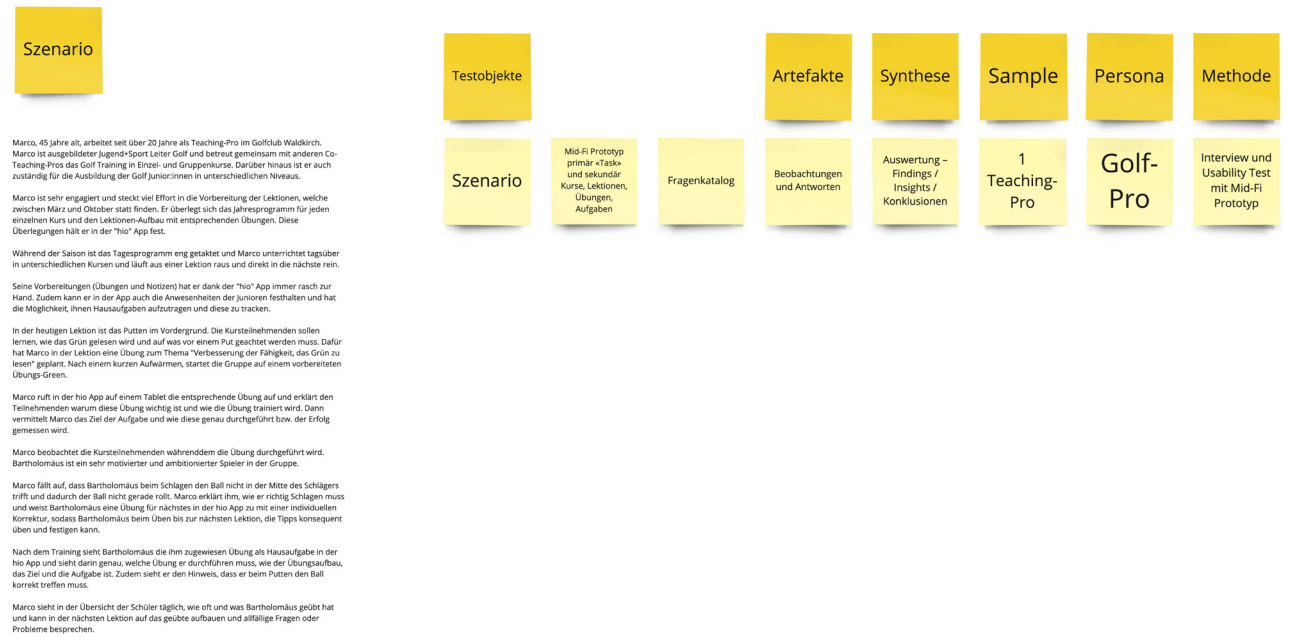 Szenario
Marco, 45 Jahre alt, arbeitet seit über 20 Jahre als Teaching-Pro im Golfclub Waldkirch.
Marco ist ausgebildeter Jugend+Sport Leiter Golf und betreut gemeinsam mit anderen Co-
Teaching-Pros das Golf Training in Einzel- und Gruppenkurse. Darüber hinaus ist er auch
zuständig für die Ausbildung der Golf Junior:innen in unterschiedlichen Niveaus.
Marco ist sehr engagiert und steckt viel Effort in die Vorbereitung der Lektionen, welche
zwischen März und Oktober statt finden. Er überlegt sich das Jahresprogramm für jeden
einzelnen Kurs und den Lektionen-Aufbau mit entsprechenden Übungen. Diese
Überlegungen hält er in der "hio" App fest.
Während der Saison ist das Tagesprogramm eng getaktet und Marco unterrichtet tagsüber
in unterschiedlichen Kursen und läuft aus einer Lektion raus und direkt in die nächste rein.
Seine Vorbereitungen (Übungen und Notizen) hat er dank der "hio" App immer rasch zur
Hand. Zudem kann er in der App auch die Anwesenheiten der Junioren festhalten und hat
die Möglichkeit, ihnen Hausaufgaben aufzutragen und diese zu tracken.
In der heutigen Lektion ist das Putten im Vordergrund. Die Kursteilnehmenden sollen
lernen, wie das Grün gelesen wird und auf was vor einem Put geachtet werden muss. Dafür
hat Marco in der Lektion eine Übung zum Thema "Verbesserung der Fähigkeit, das Grün zu
lesen" geplant. Nach einem kurzen Aufwärmen, startet die Gruppe auf einem vorbereiteten
Übungs-Green.
Marco ruft in der hio App auf einem Tablet die entsprechende Übung auf und erklärt den
Teilnehmenden warum diese Übung wichtig ist und wie die Übung trainiert wird. Dann
vermittelt Marco das Ziel der Aufgabe und wie diese genau durchgeführt bzw. der Erfolg
gemessen wird.
Marco beobachtet die Kursteilnehmenden währenddem die Übung durchgeführt wird.
Bartholomäus ist ein sehr motivierter und ambitionierter Spieler in der Gruppe.
Marco fällt auf, dass Bartholomäus beim Schlagen den Ball nicht in der Mitte des Schlägers
trifft und dadurch der Ball nicht gerade rollt. Marco erklärt ihm, wie er richtig Schlagen muss
und weist Bartholomäus eine Übung für nächstes in der hio App zu mit einer individuellen
Korrektur, sodass Bartholomäus beim Üben bis zur nächsten Lektion, die Tipps konsequent
üben und festigen kann.
Nach dem Training sieht Bartholomäus die ihm zugewiesen Übung als Hausaufgabe in der
hio App und sieht darin genau, welche Übung er durchführen muss, wie der Übungsaufbau,
das Ziel und die Aufgabe ist. Zudem sieht er den Hinweis, dass er beim Putten den Ball
korrekt treffen muss.
Marco sieht in der Übersicht der Schüler täglich, wie oft und was Bartholomäus geübt hat
und kann in der nächsten Lektion auf das geübte aufbauen und allfällige Fragen oder
Probleme besprechen.
Testobjekte
Artefakte
Synthese
Sample
Persona
Methode
Szenario
Mid-Fi Prototyp
primär «Task»
und sekundär
Kurse, Lektionen,
Übungen,
Aufgaben
Fragenkatalog
Beobachtungen
und Antworten
Auswertung –
Findings /
Insights /
Konklusionen
1
Teaching-
Pro
Golf-
Pro
Interview und
Usability Test
mit Mid-Fi
Prototyp